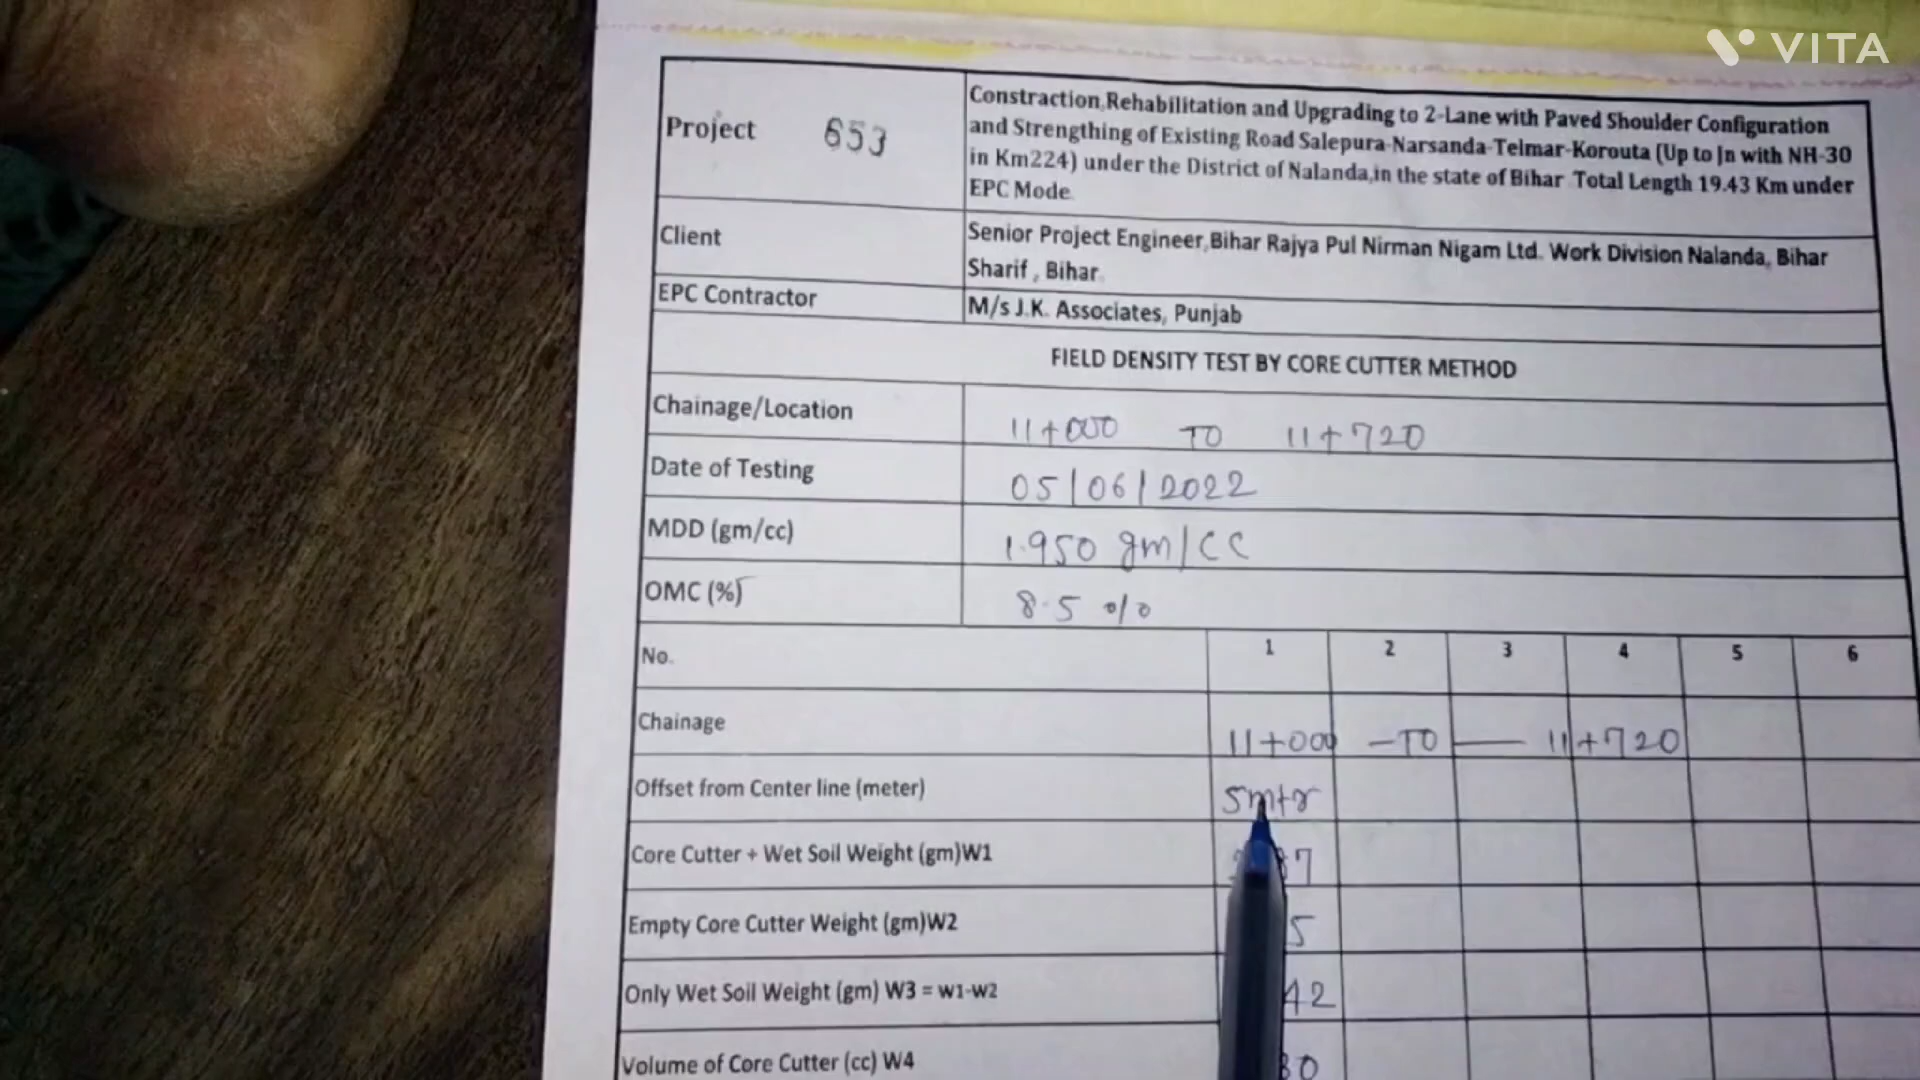 VITA
Project 653
Constraction,Rehabilitation and Upgrading to 2-Lane with Paved Shoulder Configuration
and Strengthing of Existing Road Salepura-Narsanda-Telmar-Korouta (Up to Jn with NH-30
in Km224) under the District of Nalanda,in the state of Bihar Total Length 19.43 Km under
EPC Mode.
Client
Senior Project Engineer,Bihar Rajya Pul Nirman Nigam Ltd. Work Division Nalanda, Bihar
Sharif , Bihar.
EPC Contractor M/s J.K. Associates, Punjab
FIELD DENSITY TEST BY CORE CUTTER METHOD
Chainage/Location 11+000 TO 11+720
Date of Testing 05/06/2022
MDD (gm/cc) 1.950 gm/cc
OMC (%) 8.5 %
No. 1 2 3 4 5 6
Chainage 11+000 - TO — 11+720
Offset from Center line (meter) 5mtr
Core Cutter + Wet Soil Weight (gm)W1
Empty Core Cutter Weight (gm)W2
Only Wet Soil Weight (gm) W3 = w1-w2
Volume of Core Cutter (cc) W4